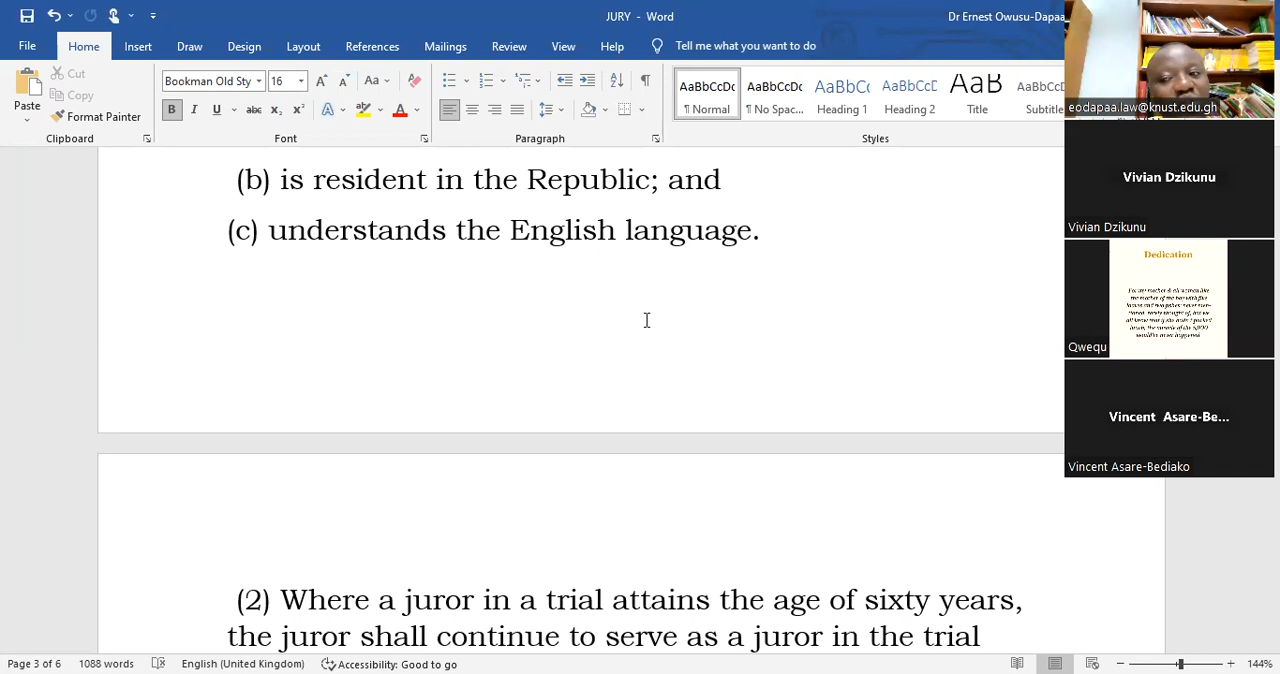 JURY - Word
Dr Ernest Owusu-Dapaa
File Home Insert Draw Design Layout References Mailings Review View Help Tell me what you want to do
Paste
Cut
Copy
Format Painter
Clipboard
Bookman Old Sty 16
Font
Paragraph
AaBbCcDc AaBbCcDc AaBbCc AaBbCcD AaB AaBbCcD
¶ Normal ¶ No Spac... Heading 1 Heading 2 Title Subtitle
Styles
(b) is resident in the Republic; and
(c) understands the English language.
(2) Where a juror in a trial attains the age of sixty years,
the juror shall continue to serve as a juror in the trial
eodapaa.law@knust.edu.gh
Vivian Dzikunu
Vivian Dzikunu
Dedication
Qwequ
Vincent Asare-Be...
Vincent Asare-Bediako
Page 3 of 6 1088 words English (United Kingdom) Accessibility: Good to go 144%